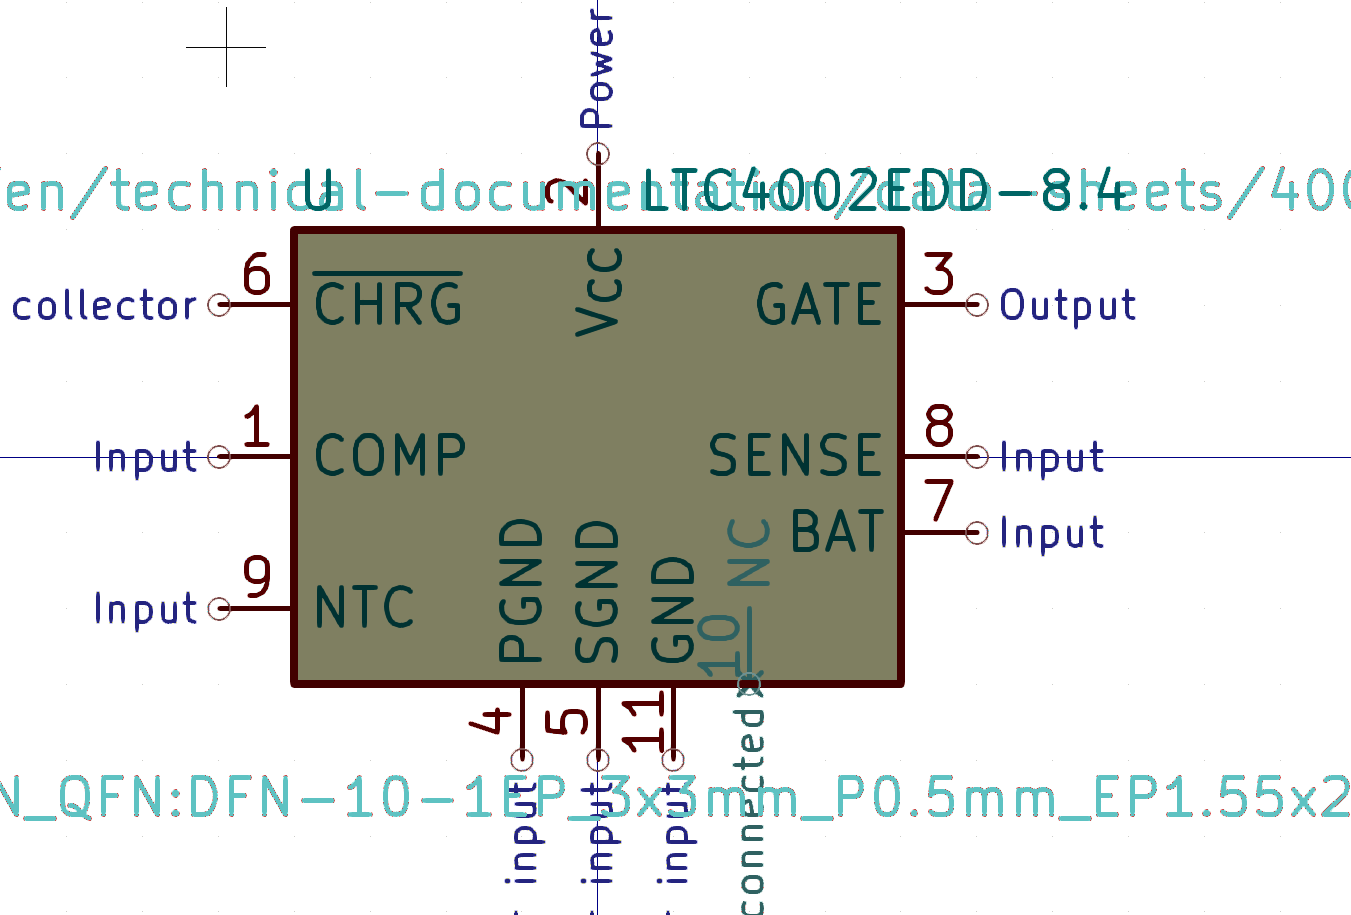 Power
/en/technical-documentation/data-sheets/400
U
LTC4002EDD-8.4
2
Vcc
collector
6
CHRG
GATE
3
Output
Input
1
COMP
SENSE
8
Input
BAT
7
Input
Input
9
NTC
PGND
SGND
GND
NC
10
4
5
11
N_QFN:DFN-10-1EP_3x3mm_P0.5mm_EP1.55x2
input
input
input
connected